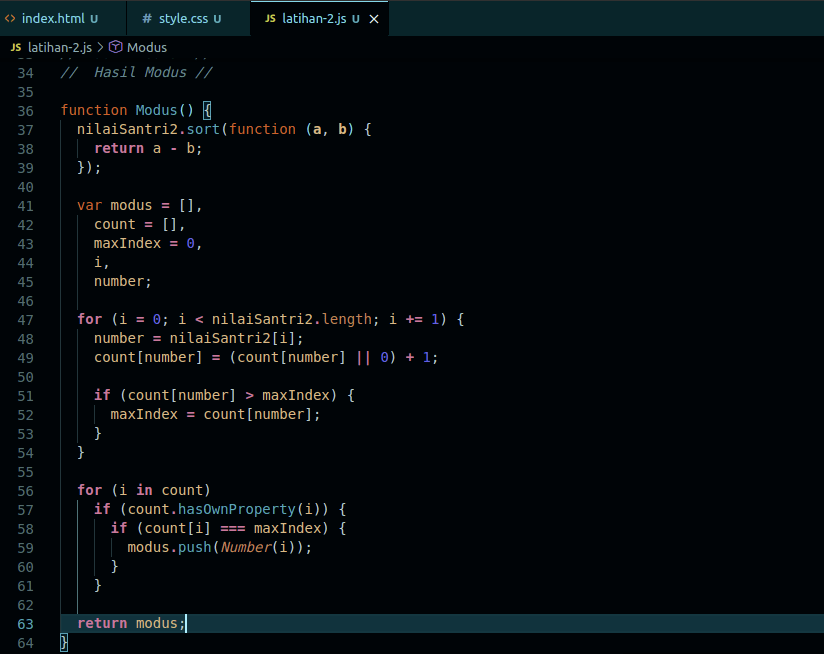 index.html U # style.css U JS latihan-2.js U ×
JS latihan-2.js > Modus
34 // Hasil Modus //
35
36 function Modus() {
37 nilaiSantri2.sort(function (a, b) {
38 return a - b;
39 });
40
41 var modus = [],
42 count = [],
43 maxIndex = 0,
44 i,
45 number;
46
47 for (i = 0; i < nilaiSantri2.length; i += 1) {
48 number = nilaiSantri2[i];
49 count[number] = (count[number] || 0) + 1;
50
51 if (count[number] > maxIndex) {
52 maxIndex = count[number];
53 }
54 }
55
56 for (i in count)
57 if (count.hasOwnProperty(i)) {
58 if (count[i] === maxIndex) {
59 modus.push(Number(i));
60 }
61 }
62
63 return modus;
64 }